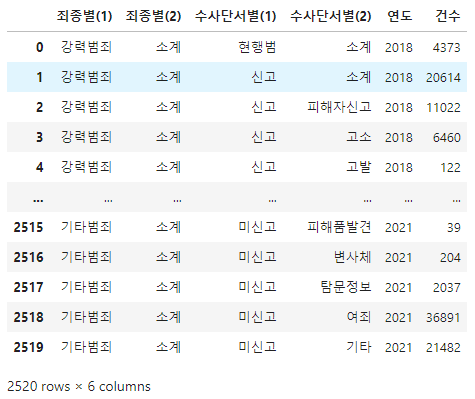 죄종별(1) 죄종별(2) 수사단서별(1) 수사단서별(2) 연도 건수
0 강력범죄 소계 현행범 소계 2018 4373
1 강력범죄 소계 신고 소계 2018 20614
2 강력범죄 소계 신고 피해자신고 2018 11022
3 강력범죄 소계 신고 고소 2018 6460
4 강력범죄 소계 신고 고발 2018 122
... ... ... ... ... ... ...
2515 기타범죄 소계 미신고 피해품발견 2021 39
2516 기타범죄 소계 미신고 변사체 2021 204
2517 기타범죄 소계 미신고 탐문정보 2021 2037
2518 기타범죄 소계 미신고 여죄 2021 36891
2519 기타범죄 소계 미신고 기타 2021 21482
2520 rows × 6 columns